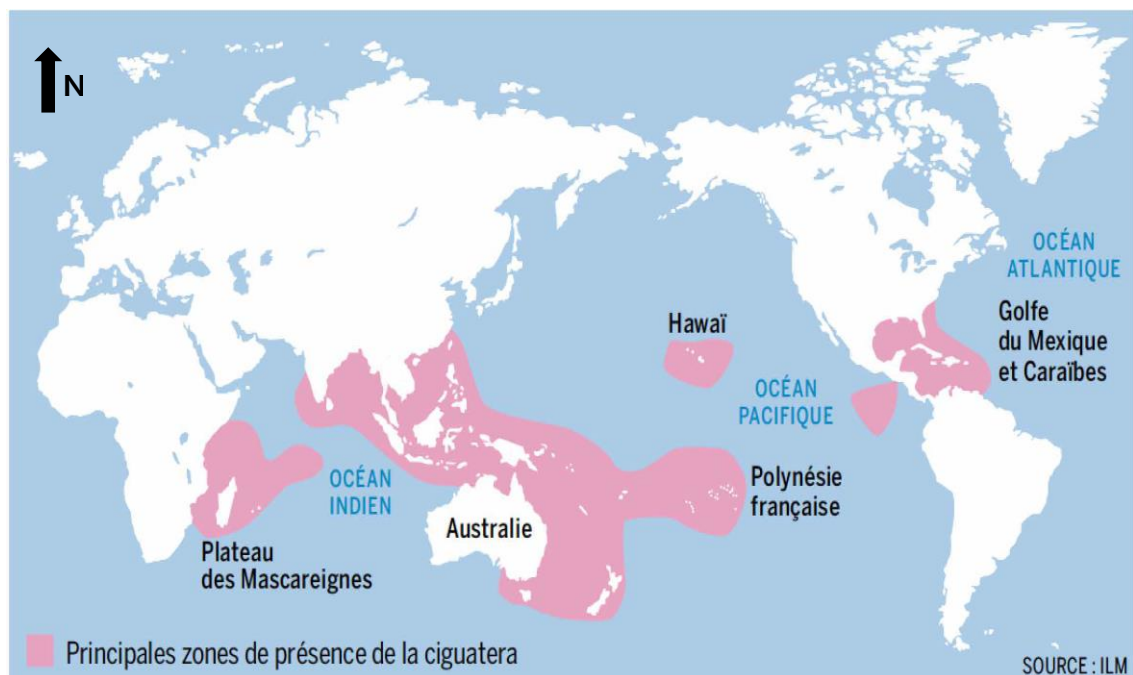 N
OCÉAN
ATLANTIQUE
Hawaï
Golfe
du Mexique
et Caraïbes
OCÉAN
PACIFIQUE
OCÉAN
INDIEN
Polynésie
française
Australie
Plateau
des Mascareignes
Principales zones de présence de la ciguatera
SOURCE : ILM